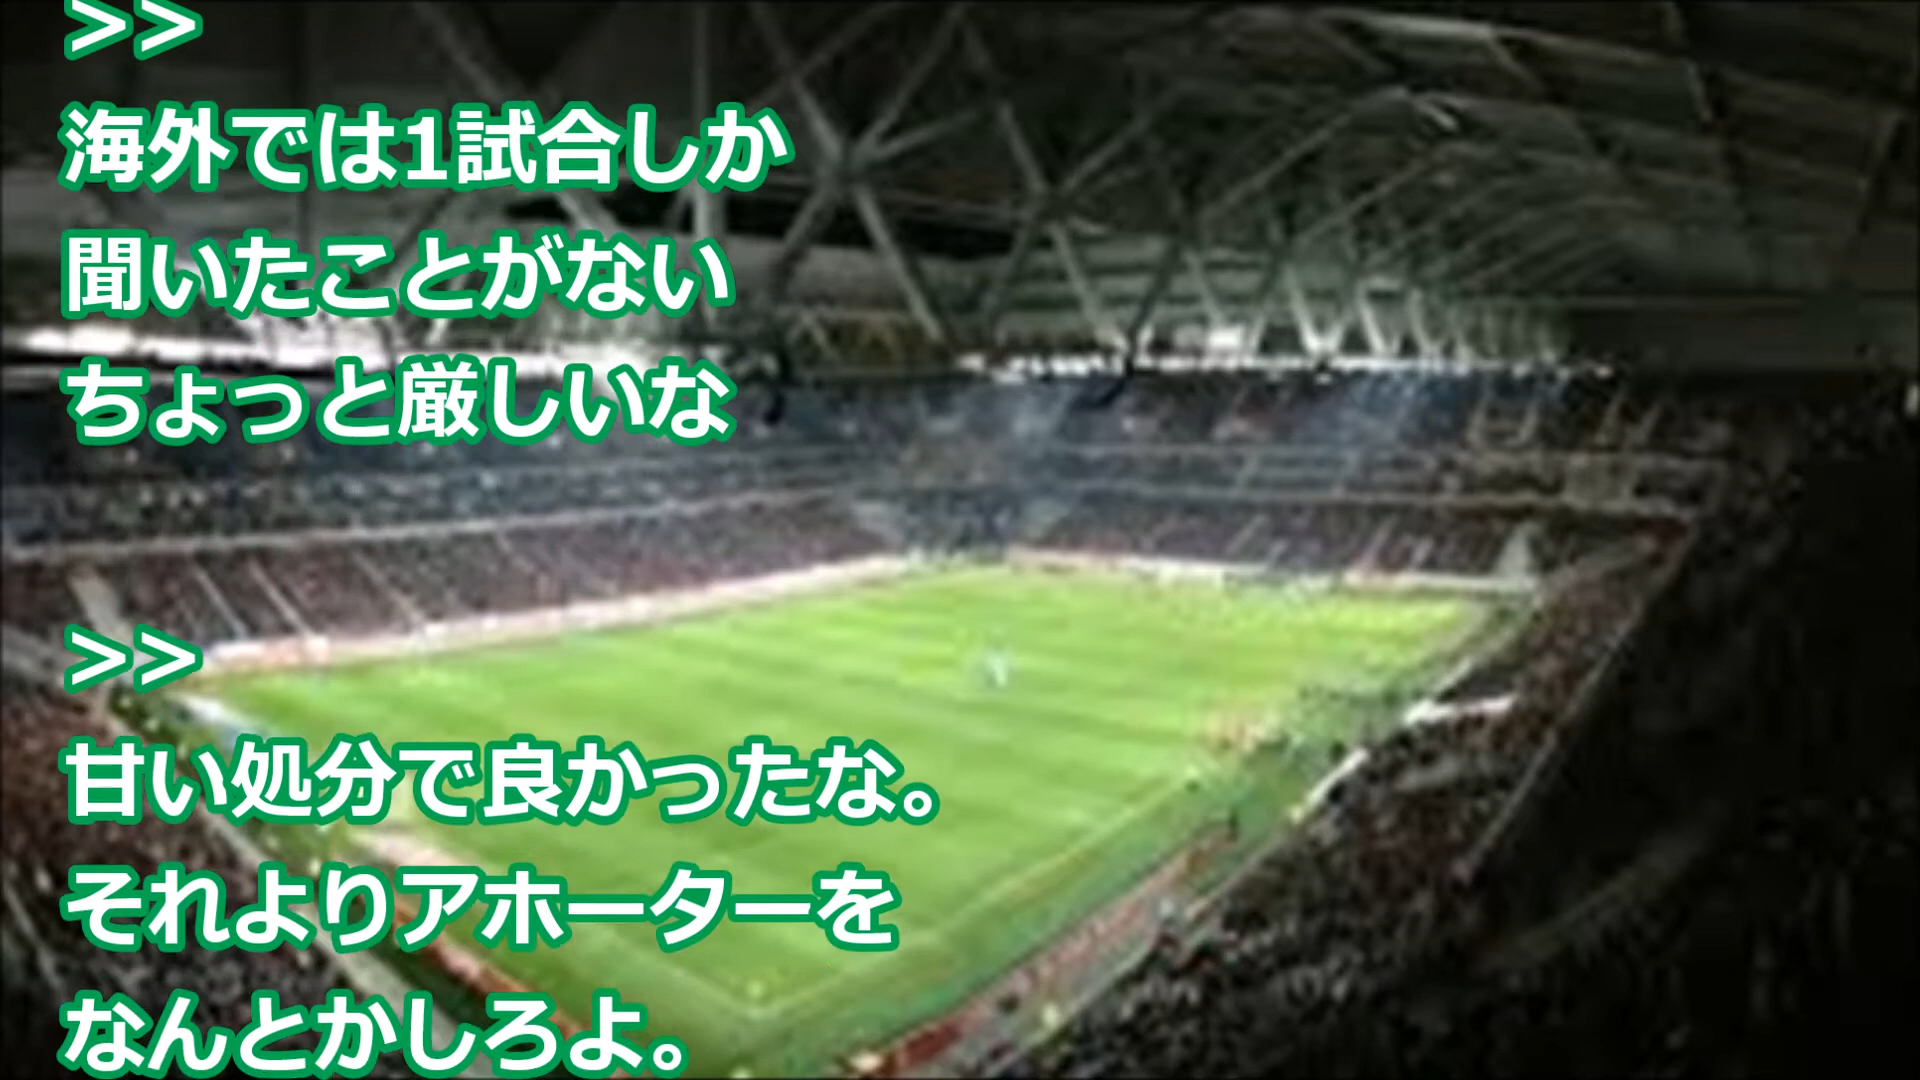 >>
海外では1試合しか
聞いたことがない
ちょっと厳しいな
>>
甘い処分で良かったな。
それよりアホーターを
なんとかしろよ。